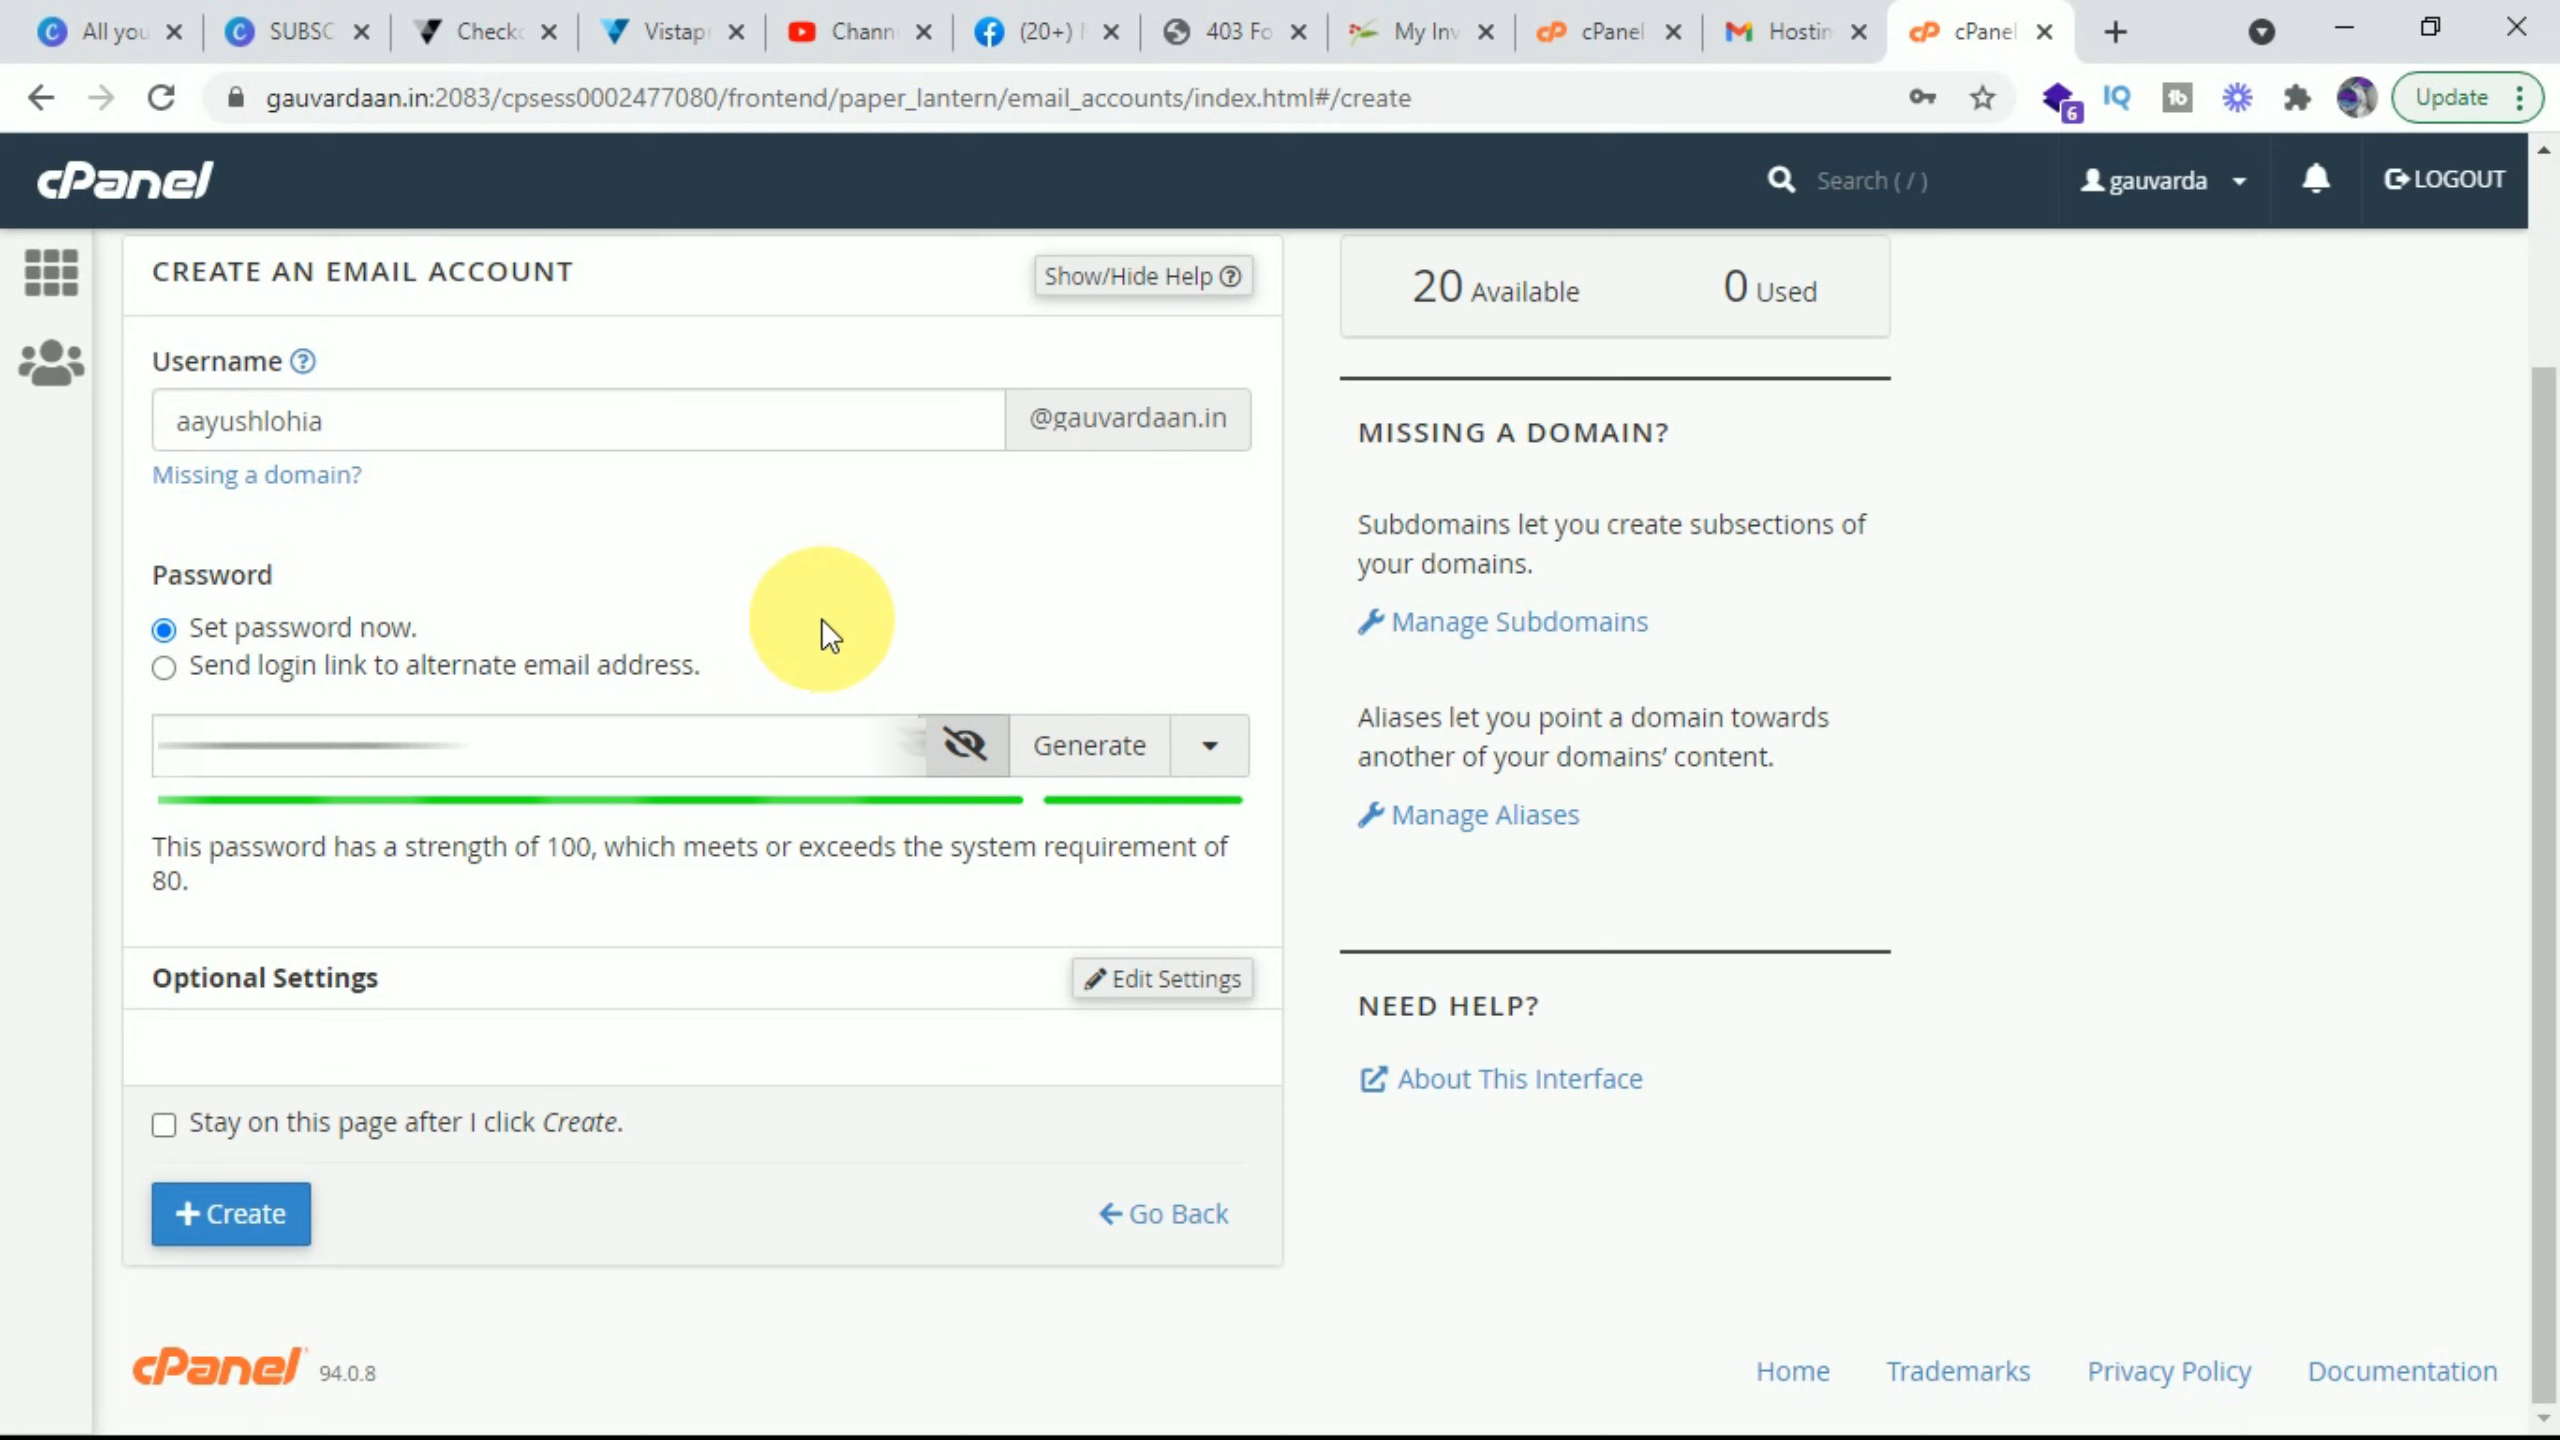 All you
SUBSC
Check
Vistap
Chann
(20+)
403 Fo
My Inv
cPanel
Hostin
cPanel
gauvardaan.in:2083/cpsess0002477080/frontend/paper_lantern/email_accounts/index.html#/create
6
IQ
tb
Update
cPanel
Search ( / )
gauvarda
LOGOUT
CREATE AN EMAIL ACCOUNT
Show/Hide Help
20 Available
0 Used
Username
aayushlohia
@gauvardaan.in
Missing a domain?
Password
Set password now.
Send login link to alternate email address.
Generate
This password has a strength of 100, which meets or exceeds the system requirement of
80.
Optional Settings
Edit Settings
Stay on this page after I click Create.
Create
Go Back
MISSING A DOMAIN?
Subdomains let you create subsections of
your domains.
Manage Subdomains
Aliases let you point a domain towards
another of your domains’ content.
Manage Aliases
NEED HELP?
About This Interface
cPanel 94.0.8
Home
Trademarks
Privacy Policy
Documentation